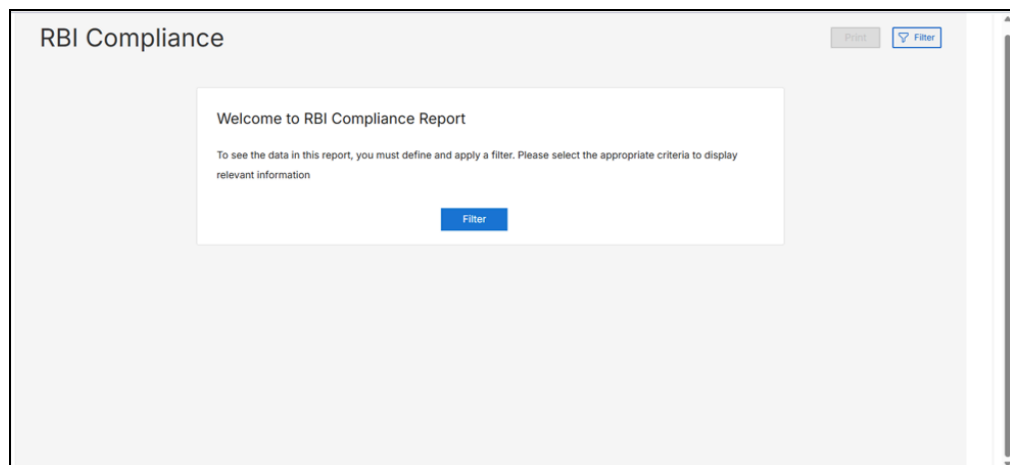 RBI Compliance
Print
Filter
Welcome to RBI Compliance Report
To see the data in this report, you must define and apply a filter. Please select the appropriate criteria to display
relevant information
Filter